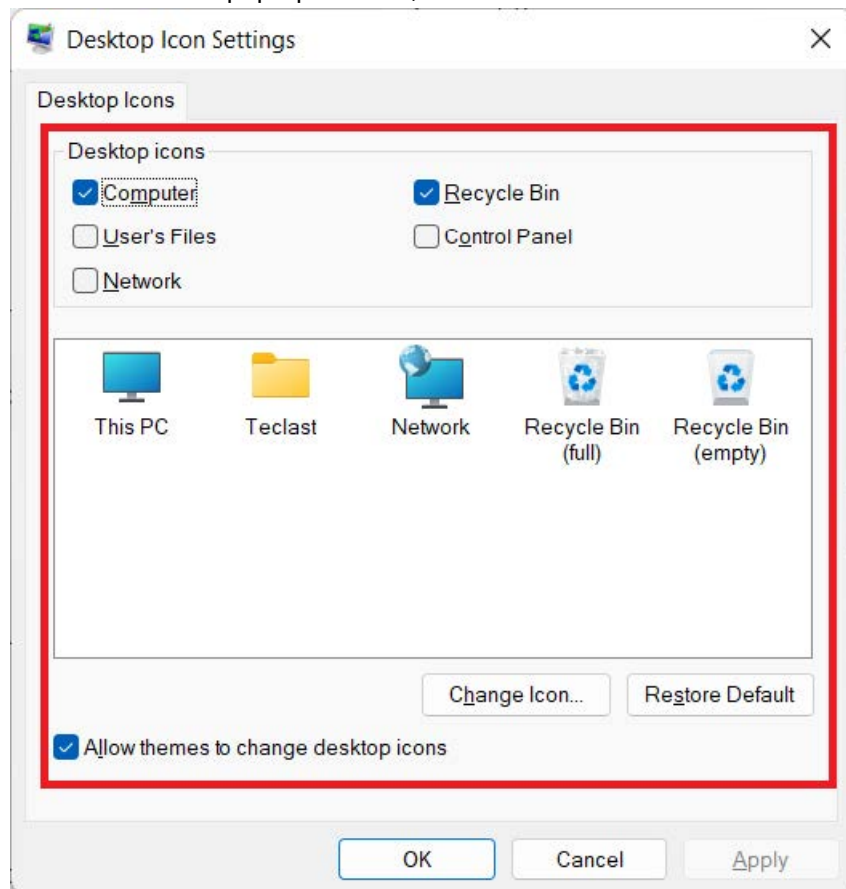 Desktop Icon Settings
Desktop Icons
Desktop icons
Computer
Recycle Bin
User's Files
Control Panel
Network
This PC
Teclast
Network
Recycle Bin
(full)
Recycle Bin
(empty)
Change Icon...
Restore Default
Allow themes to change desktop icons
OK
Cancel
Apply